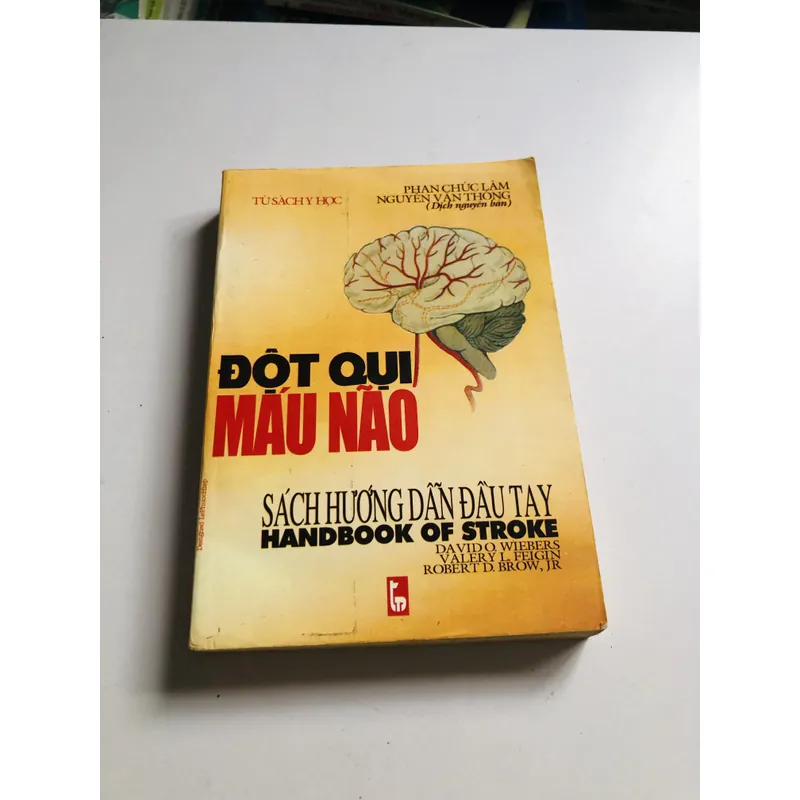 TỦ SÁCH Y HỌC
PHAN CHÚC LÂM
NGUYỄN VĂN THÔNG
(Dịch nguyên bản)
ĐỘT QUỊ
MÁU NÃO
SÁCH HƯỚNG DẪN ĐẦU TAY
HANDBOOK OF STROKE
DAVID O. WIEBERS
VALERY L. FEIGIN
ROBERT D. BROW, JR